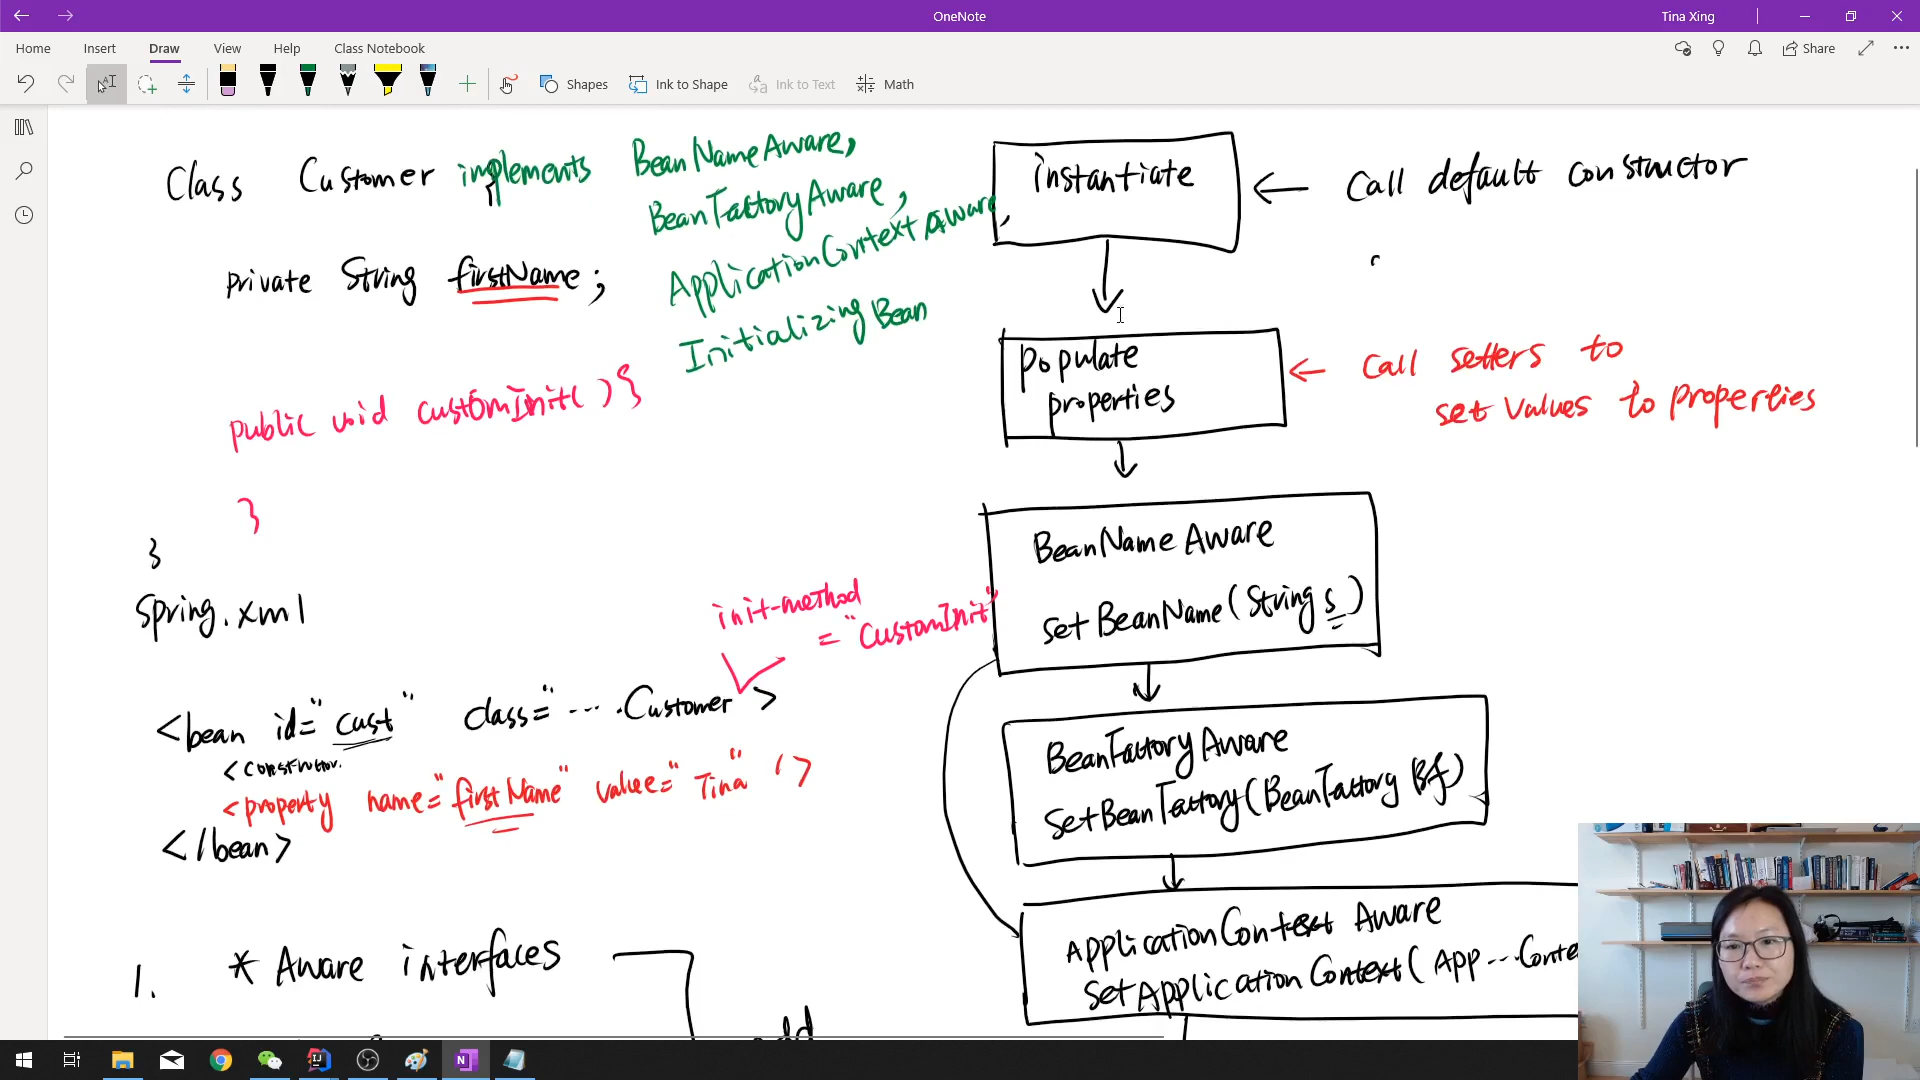 OneNote
Tina Xing
Home Insert Draw View Help Class Notebook
Share
Shapes Ink to Shape Ink to Text Math
Class Customer implements BeanNameAware,
{
BeanFactoryAware,
ApplicationContextAware,
InitializingBean
private String firstName;
public void customInit(){
}
}
spring.xml
init-method
="CustomInit"
<bean id="cust" class="....Customer>
<constructor.
<property name="firstName" value="Tina" />
</bean>
1. * Aware interfaces
add
instantiate
← Call default constructor
populate
properties
← Call setters to
set values to properties
BeanNameAware
setBeanName(String s)
BeanFactoryAware
SetBeanFactory(BeanFactory Bf)
ApplicationContext Aware
SetApplicationContext(App...Conte